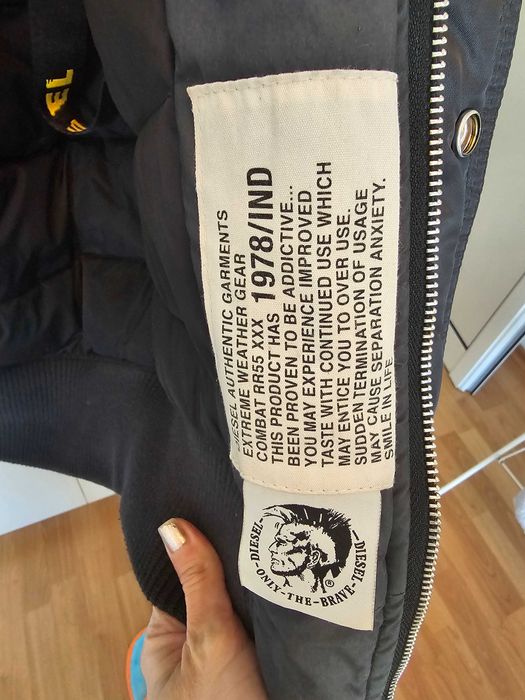 DIESEL AUTHENTIC GARMENTS
EXTREME WEATHER GEAR
COMBAT RR55 XXX 1978/IND
THIS PRODUCT HAS
BEEN PROVEN TO BE ADDICTIVE...
YOU MAY EXPERIENCE IMPROVED
TASTE WITH CONTINUED USE WHICH
MAY ENTICE YOU TO OVER USE.
SUDDEN TERMINATION OF USAGE
MAY CAUSE SEPARATION ANXIETY.
SMILE IN LIFE
-DIESEL- -DIESEL-
ONLY-THE-BRAVE
®
EL